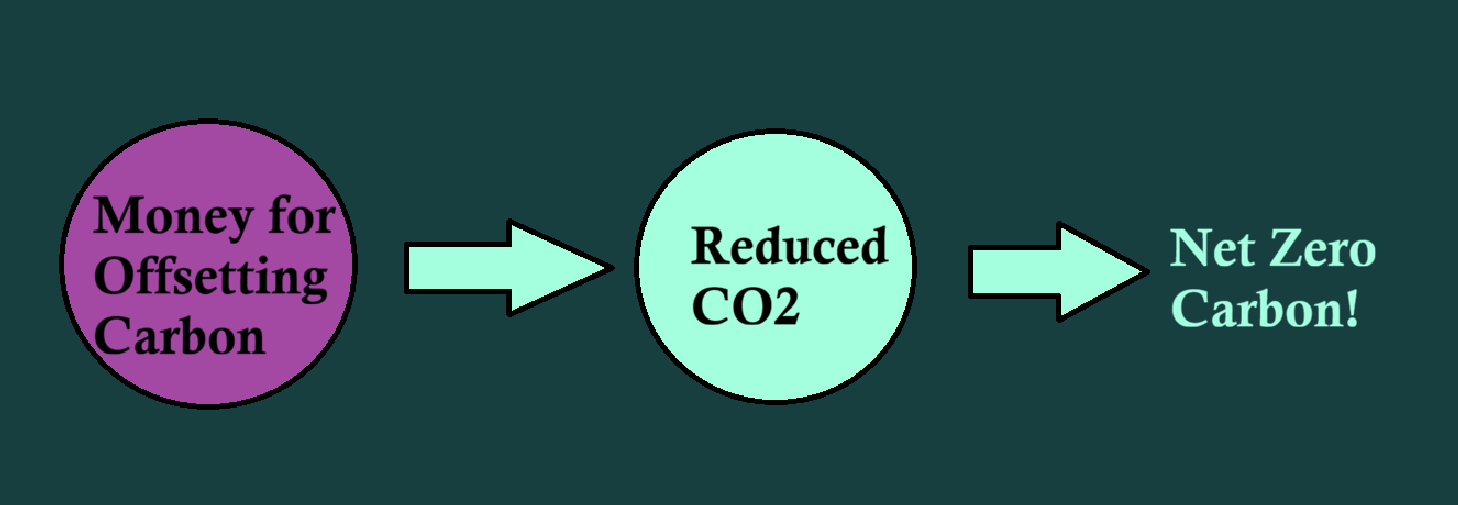 Money for
Offsetting
Carbon
Reduced
CO2
Net Zero
Carbon!